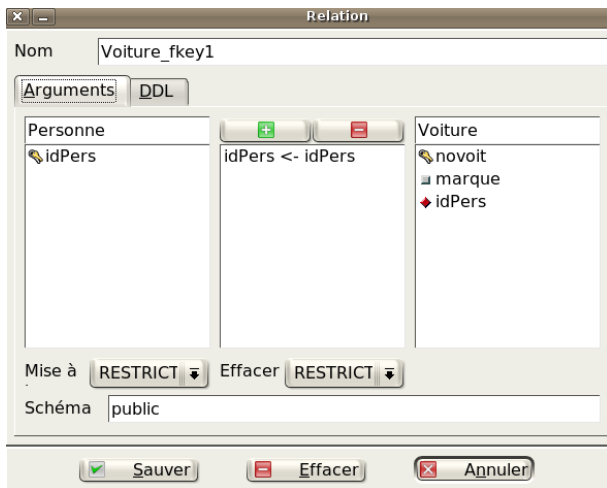 Relation
Nom Voiture_fkey1
Arguments DDL
Personne Voiture
idPers idPers <- idPers novoit
marque
idPers
Mise à RESTRICT Effacer RESTRICT
Schéma public
Sauver Effacer Annuler